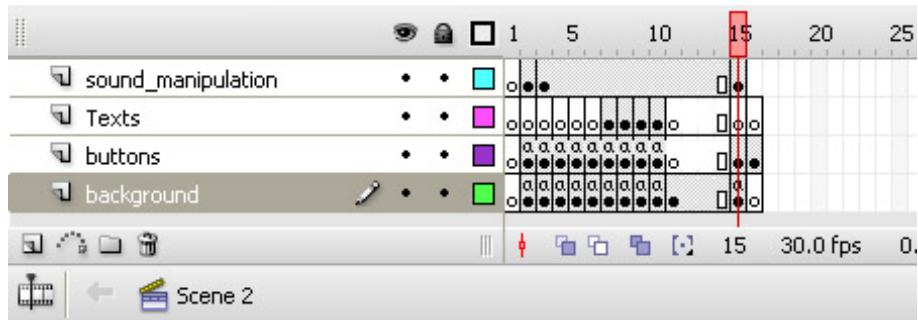 1 5 10 15 20 25
sound_manipulation
Texts
buttons
a a a a a a a a a
background
a a a a a a a a a a
15 30.0 fps 0.
Scene 2